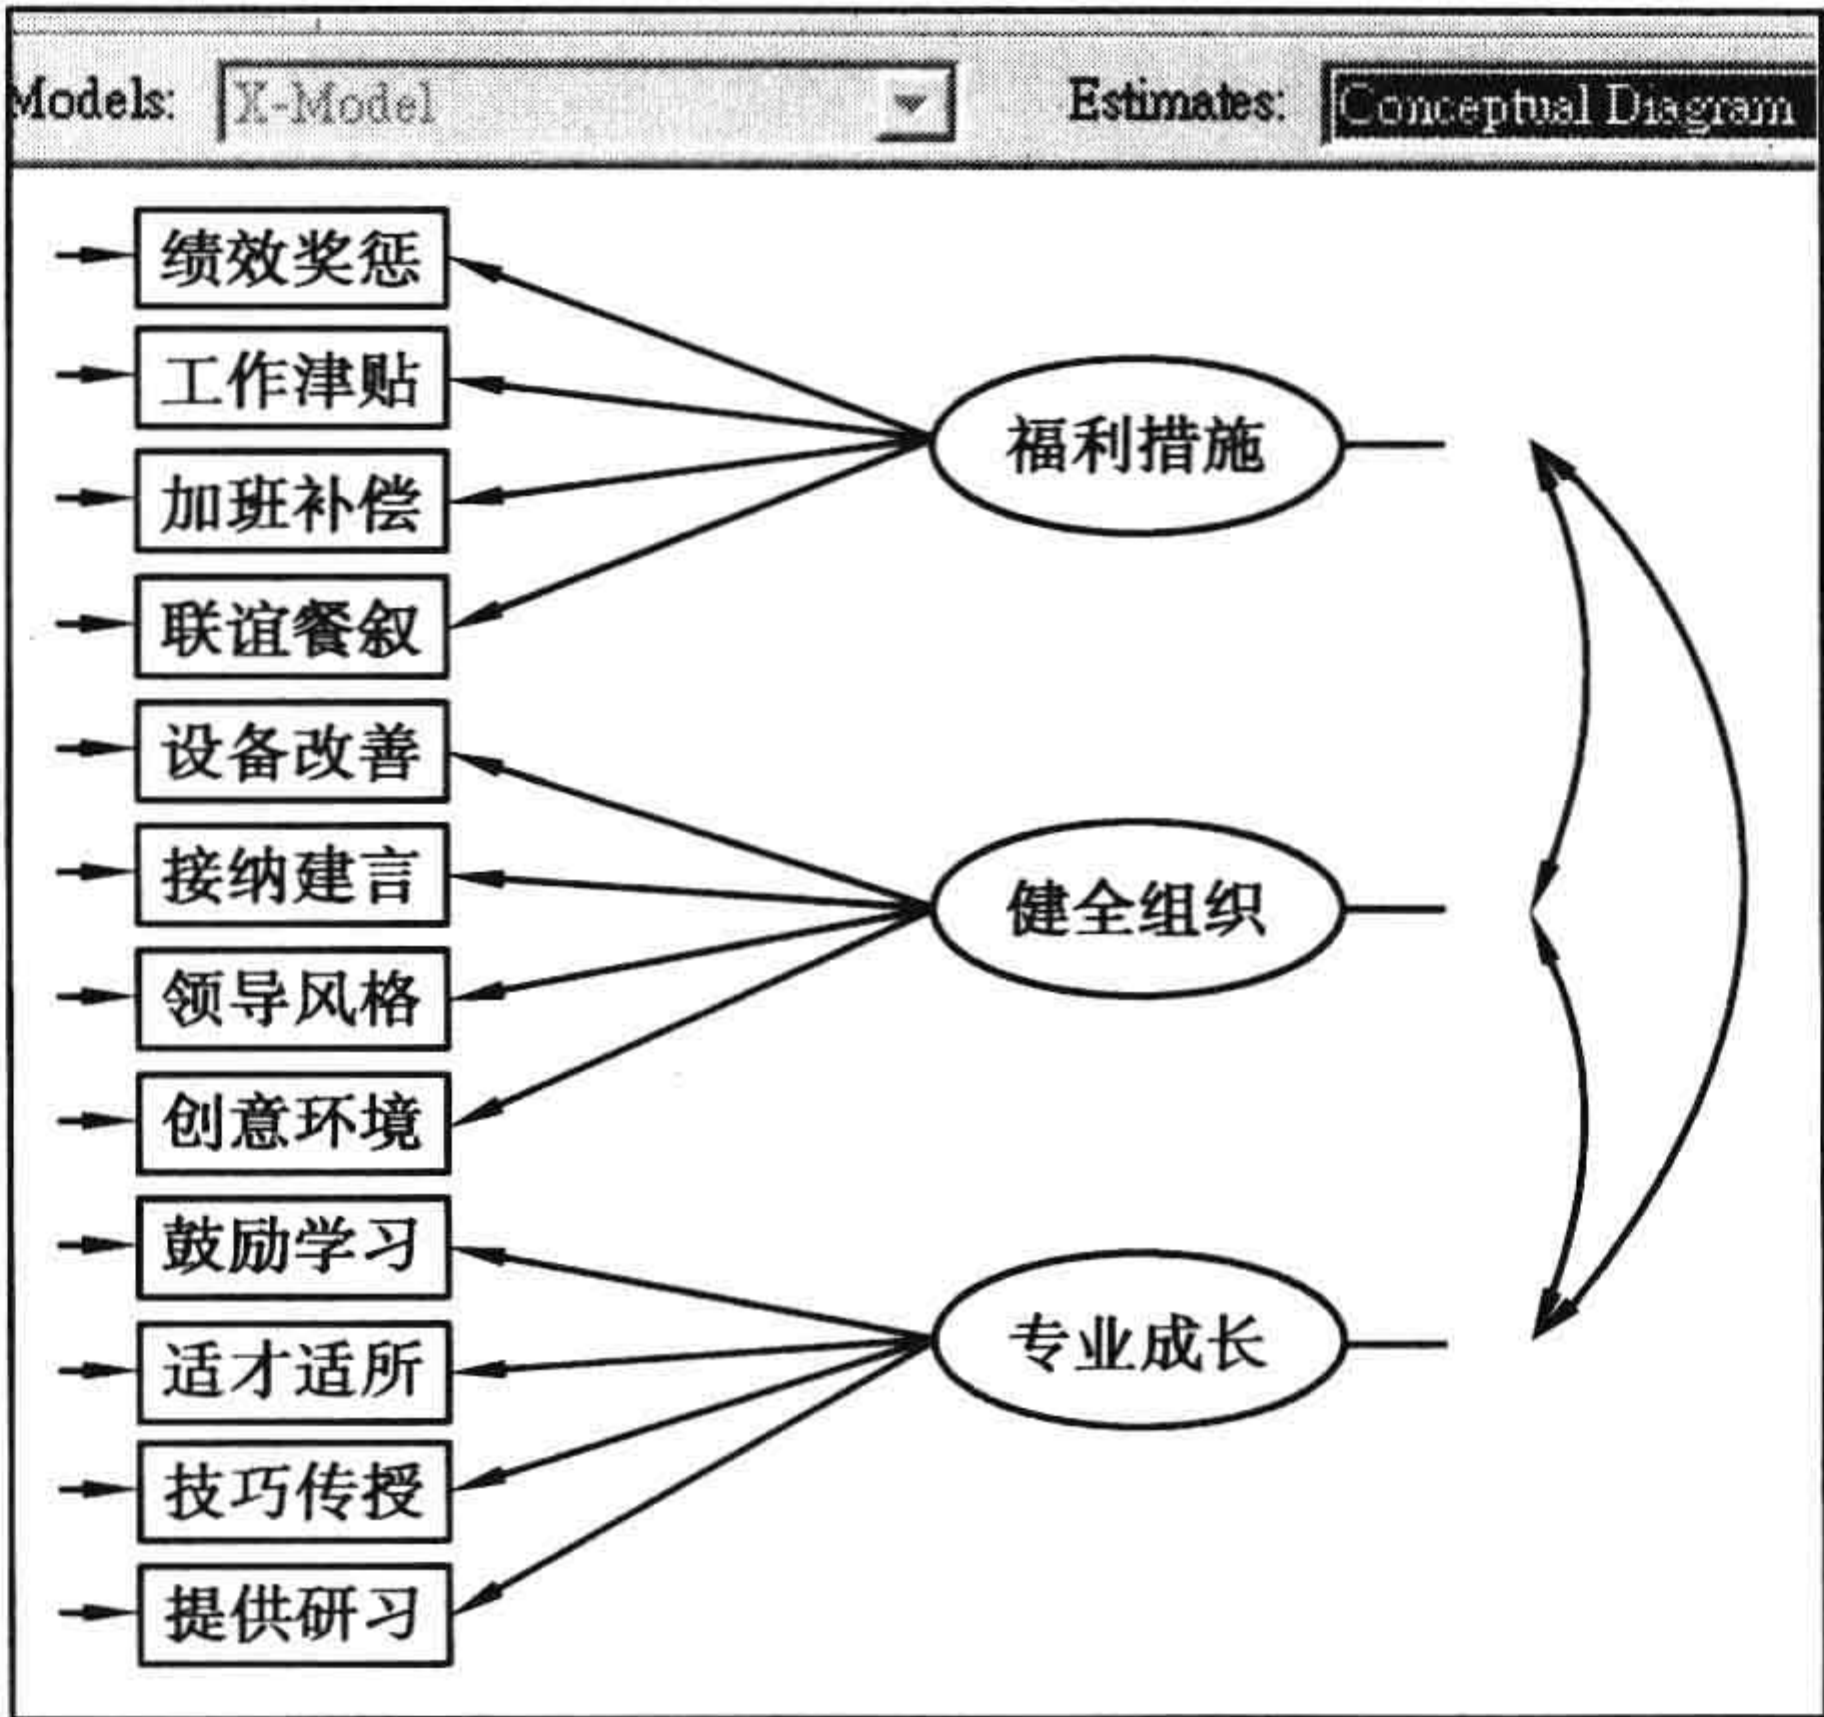 Models: X-Model Estimates: Conceptual Diagram
绩效奖惩
工作津贴
福利措施
加班补偿
联谊餐叙
设备改善
接纳建言
健全组织
领导风格
创意环境
鼓励学习
适才适所
专业成长
技巧传授
提供研习